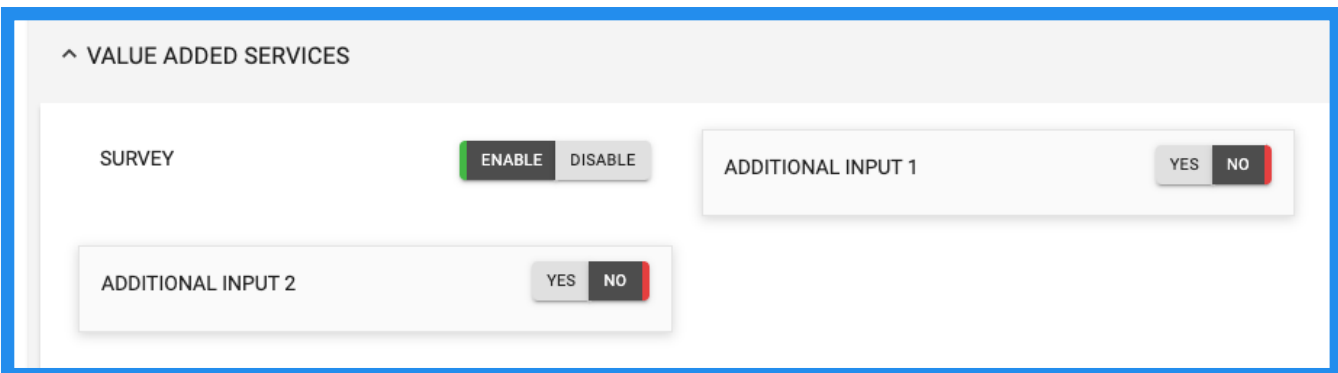 VALUE ADDED SERVICES
SURVEY
ENABLE DISABLE
ADDITIONAL INPUT 1
YES NO
ADDITIONAL INPUT 2
YES NO